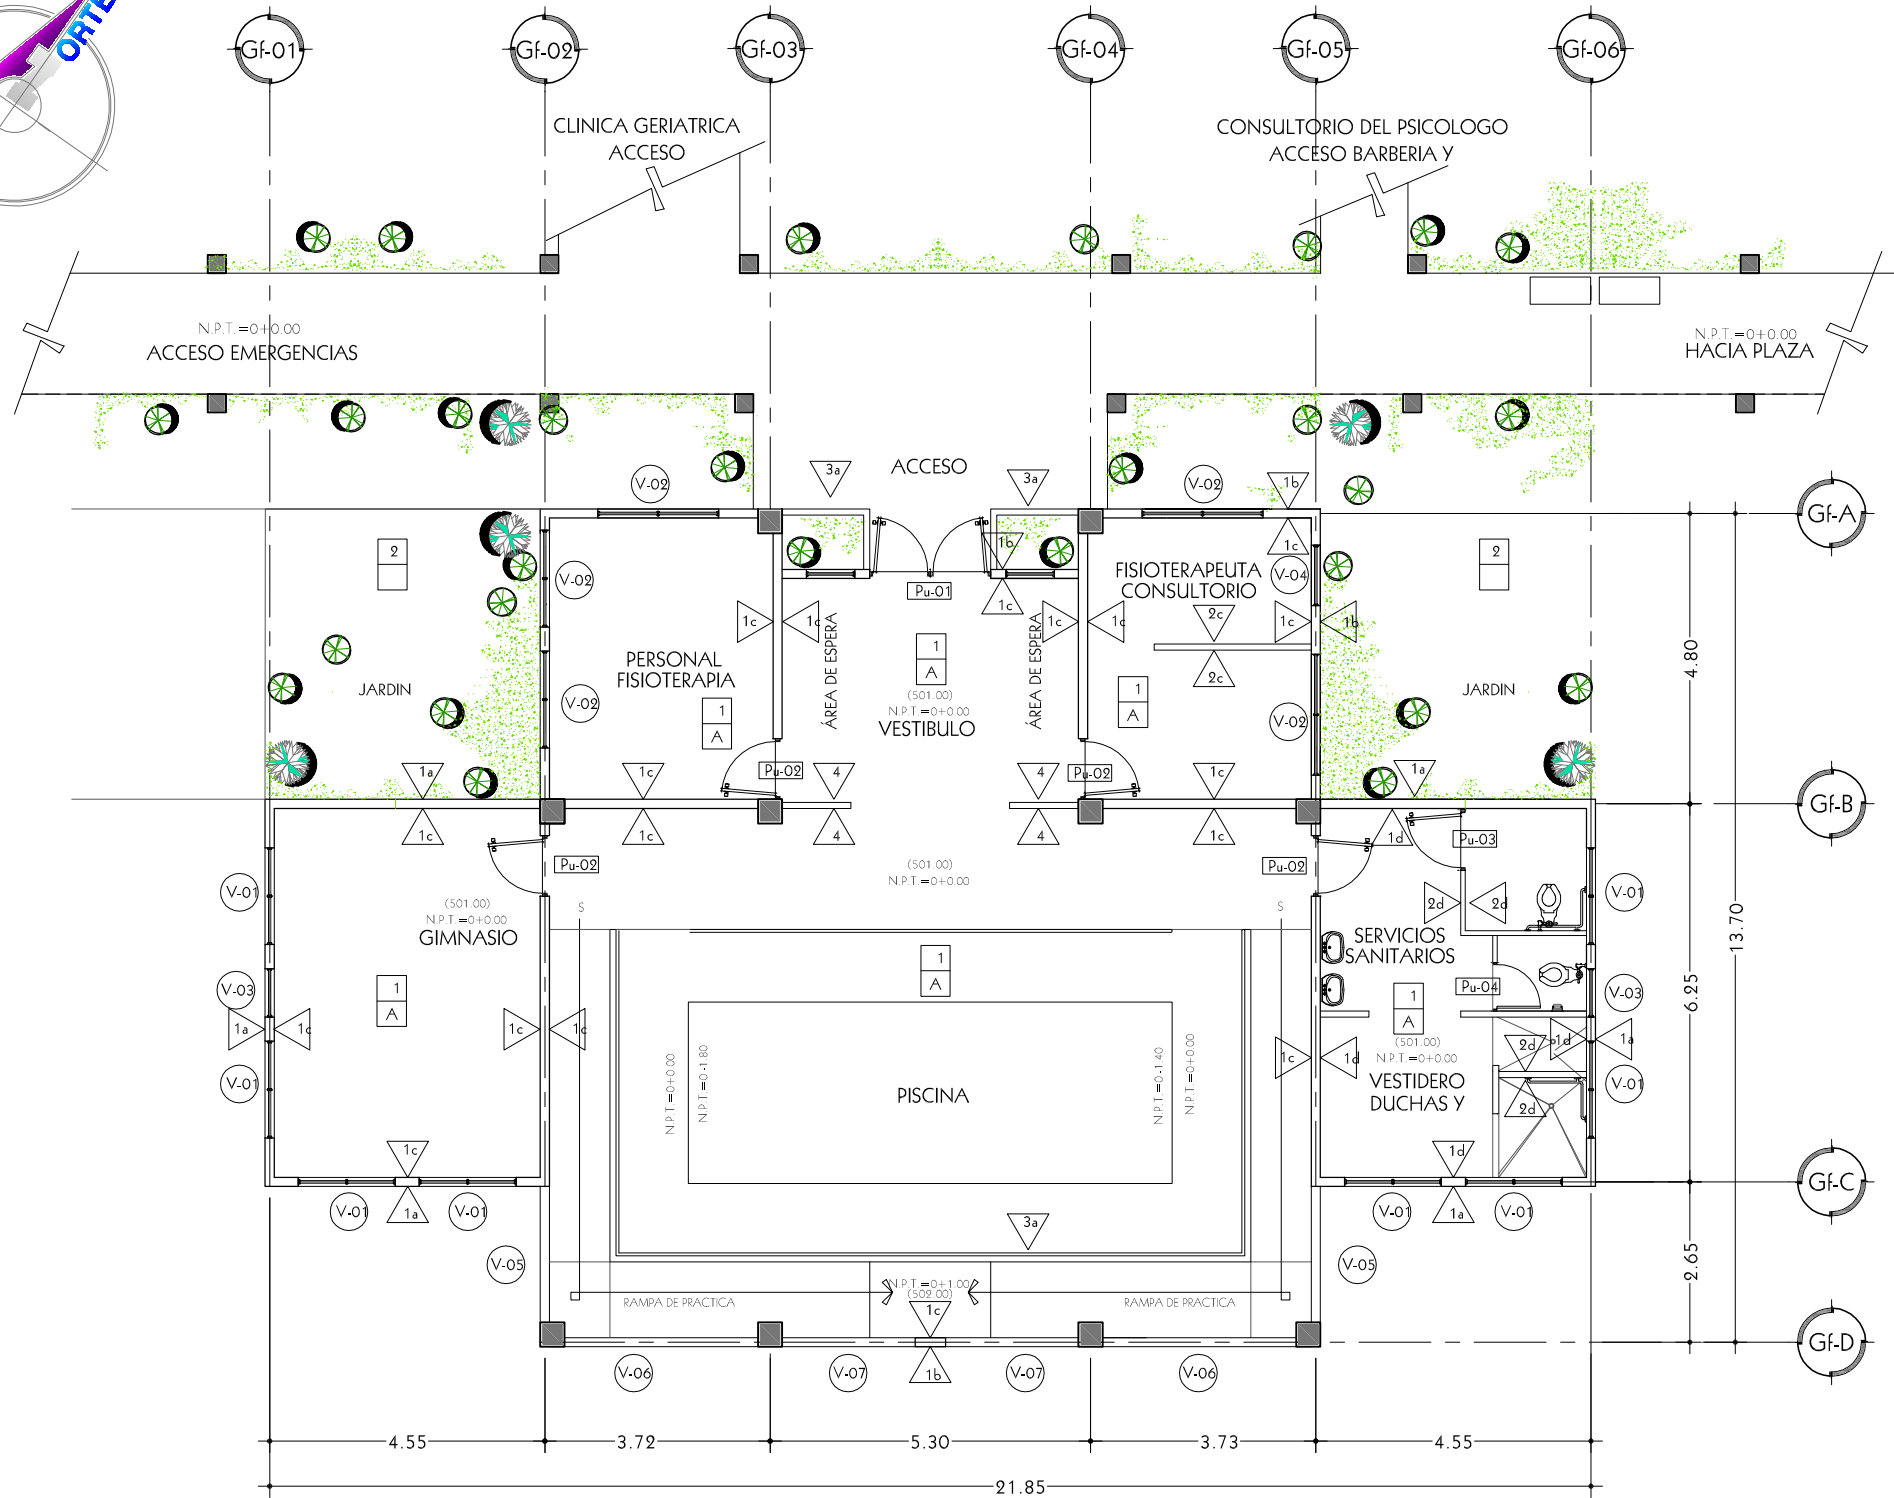 ORTE
Gf-01
Gf-02
Gf-03
Gf-04
Gf-05
Gf-06
CLINICA GERIATRICA
ACCESO
CONSULTORIO DEL PSICOLOGO
ACCESO BARBERIA Y
N.P.T.=0+0.00
ACCESO EMERGENCIAS
N.P.T.=0+0.00
HACIA PLAZA
ACCESO
3a
3a
V-02
V-02
1b
1c
Gf-A
2
2
V-02
V-02
1b
1c
Pu-01
FISIOTERAPEUTA
CONSULTORIO
V-04
1c
1c
1c
1c
2c
2c
1c
1b
ÁREA DE ESPERA
ÁREA DE ESPERA
1
A
(501.00)
N.P.T.=0+0.00
VESTIBULO
PERSONAL
FISIOTERAPIA
1
A
1
A
V-02
JARDIN
JARDIN
4.80
Pu-02
Pu-02
1a
1c
1c
1c
4
4
4
4
1c
1c
1a
1d
Gf-B
Pu-02
Pu-02
Pu-03
(501.00)
N.P.T.=0+0.00
V-01
V-01
(501.00)
N.P.T.=0+0.00
GIMNASIO
S
S
2d
2d
SERVICIOS
SANITARIOS
13.70
1
A
1
A
1
A
V-03
V-03
Pu-04
6.25
1a
1c
1c
1c
1c
1d
(501.00)
N.P.T.=0+0.00
VESTIDERO
DUCHAS Y
2d
1d
1a
2d
V-01
V-01
N.P.T.=0+0.00
N.P.T.=0-1.80
PISCINA
N.P.T.=0-1.40
N.P.T.=0+0.00
1c
1a
1d
1a
Gf-C
V-01
V-01
V-01
V-01
3a
V-05
V-05
2.65
N.P.T.=0+1.00
(502.00)
RAMPA DE PRACTICA
RAMPA DE PRACTICA
1c
1b
Gf-D
V-06
V-07
V-07
V-06
4.55
3.72
5.30
3.73
4.55
21.85